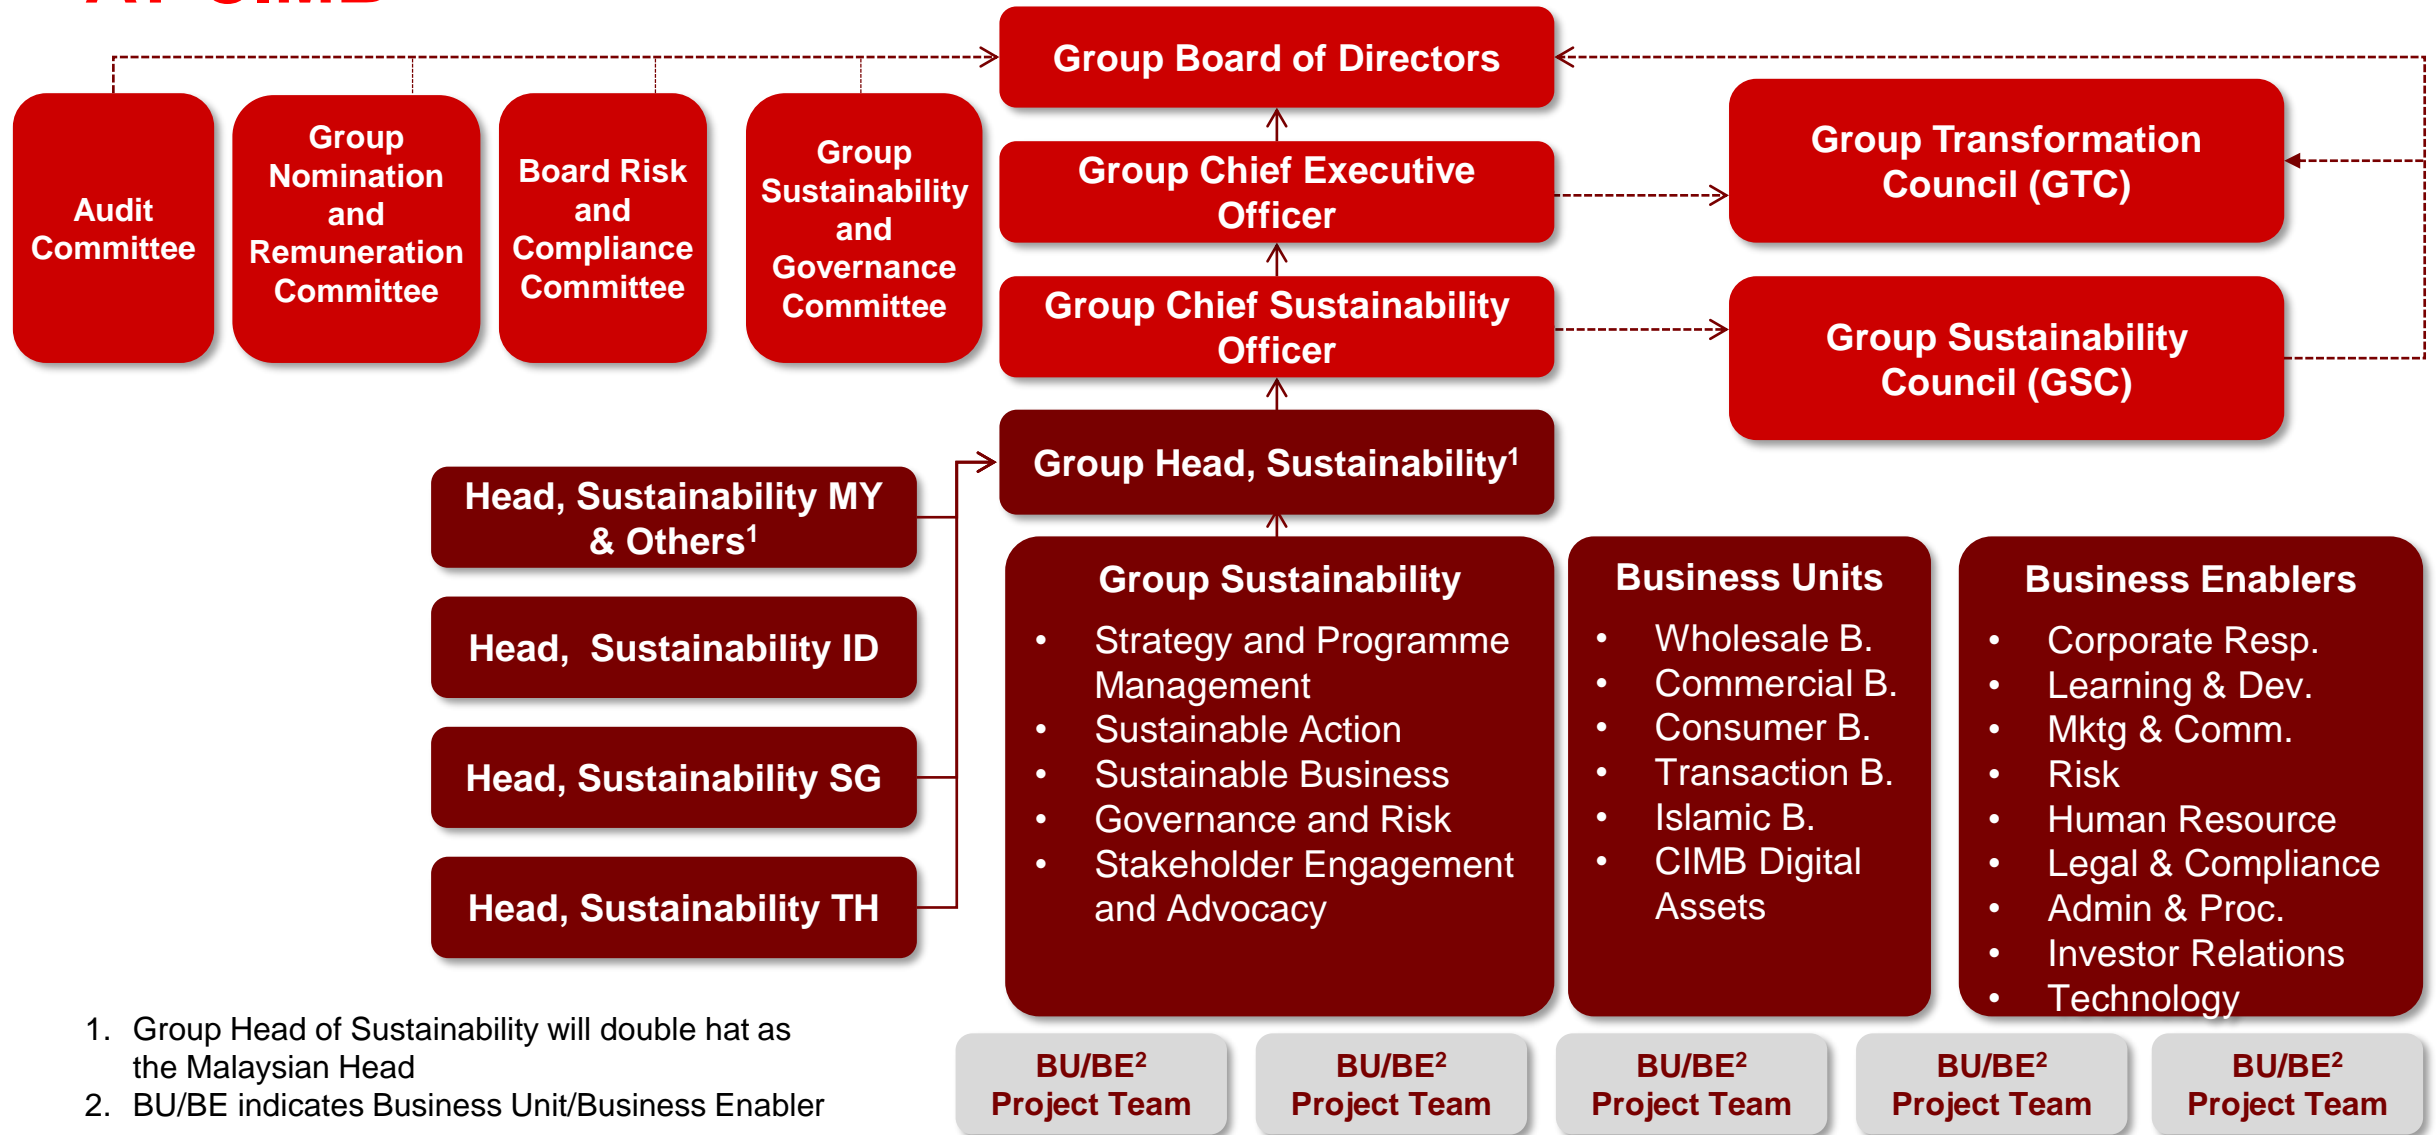 AT CIMB
Group Board of Directors
Audit
Committee
Group
Nomination
and
Remuneration
Committee
Board Risk
and
Compliance
Committee
Group
Sustainability
and
Governance
Committee
Group Chief Executive
Officer
Group Transformation
Council (GTC)
Group Chief Sustainability
Officer
Group Sustainability
Council (GSC)
Group Head, Sustainability¹
Head, Sustainability MY
& Others¹
Head, Sustainability ID
Head, Sustainability SG
Head, Sustainability TH
Group Sustainability
• Strategy and Programme
Management
• Sustainable Action
• Sustainable Business
• Governance and Risk
• Stakeholder Engagement
and Advocacy
Business Units
• Wholesale B.
• Commercial B.
• Consumer B.
• Transaction B.
• Islamic B.
• CIMB Digital
Assets
Business Enablers
• Corporate Resp.
• Learning & Dev.
• Mktg & Comm.
• Risk
• Human Resource
• Legal & Compliance
• Admin & Proc.
• Investor Relations
• Technology
1. Group Head of Sustainability will double hat as
the Malaysian Head
2. BU/BE indicates Business Unit/Business Enabler
BU/BE²
Project Team
BU/BE²
Project Team
BU/BE²
Project Team
BU/BE²
Project Team
BU/BE²
Project Team